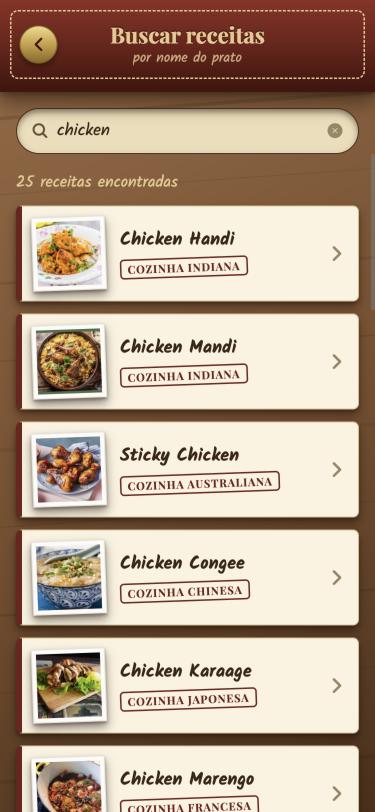 Buscar receitas
por nome do prato
chicken
25 receitas encontradas
Chicken Handi
COZINHA INDIANA
Chicken Mandi
COZINHA INDIANA
Sticky Chicken
COZINHA AUSTRALIANA
Chicken Congee
COZINHA CHINESA
Chicken Karaage
COZINHA JAPONESA
Chicken Marengo
COZINHA FRANCESA